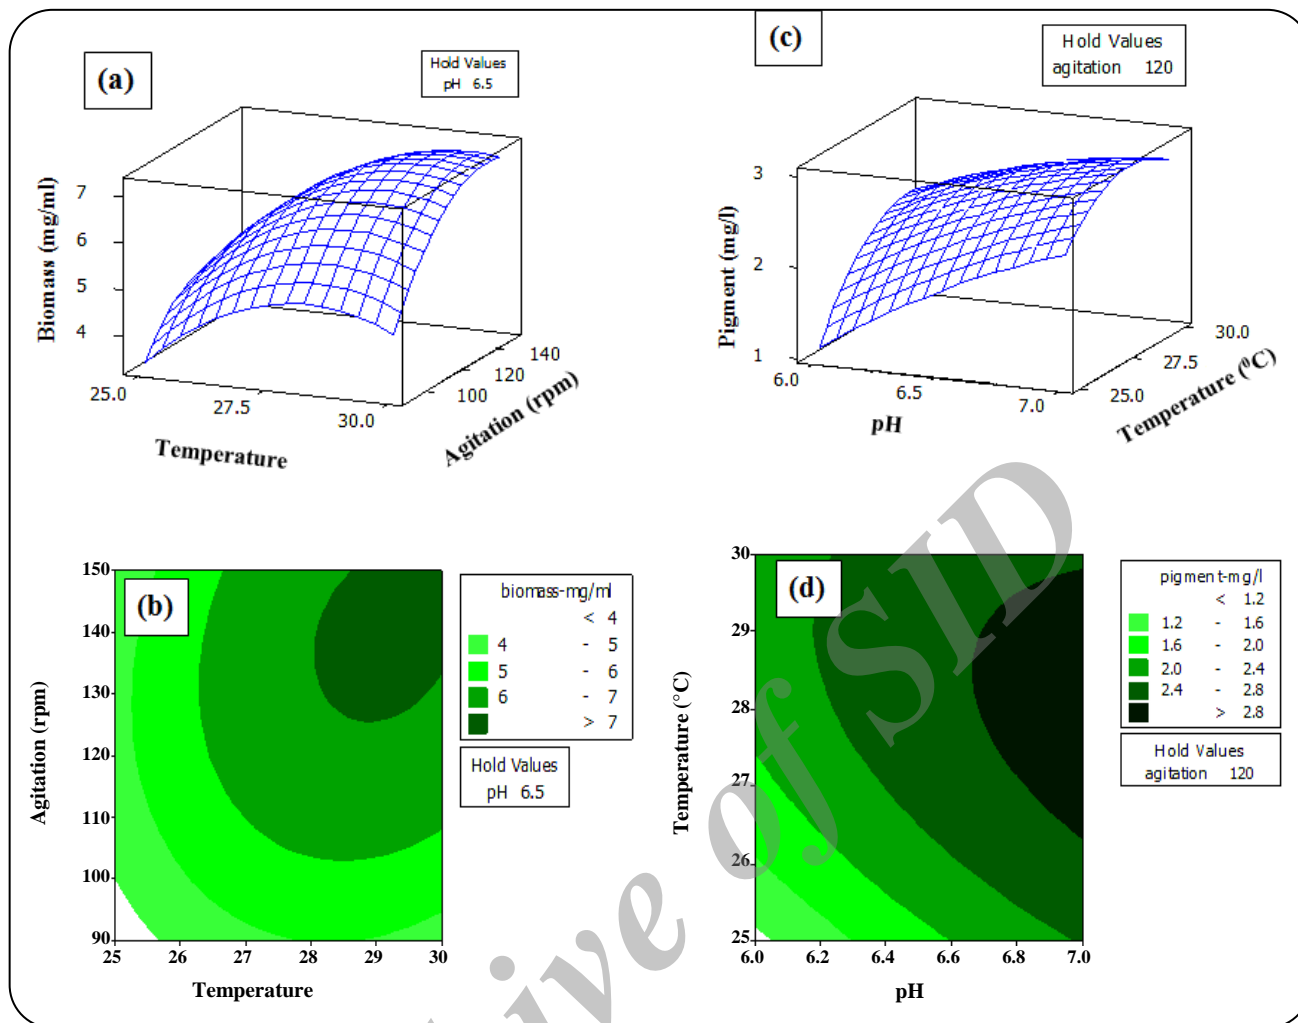 (a)
Hold Values
pH 6.5
Biomass (mg/ml)
7
6
5
4
25.0
27.5
30.0
Temperature
100
120
140
Agitation (rpm)
(c)
Hold Values
agitation 120
Pigment (mg/l)
3
2
1
6.0
6.5
7.0
pH
25.0
27.5
30.0
Temperature (⁰C)
(b)
Agitation (rpm)
150
140
130
120
110
100
90
25 26 27 28 29 30
Temperature
biomass-mg/ml
< 4
4 - 5
5 - 6
6 - 7
> 7
Hold Values
pH 6.5
(d)
Temperature (°C)
30
29
28
27
26
25
6.0 6.2 6.4 6.6 6.8 7.0
pH
pigment-mg/l
< 1.2
1.2 - 1.6
1.6 - 2.0
2.0 - 2.4
2.4 - 2.8
> 2.8
Hold Values
agitation 120
ive of SID